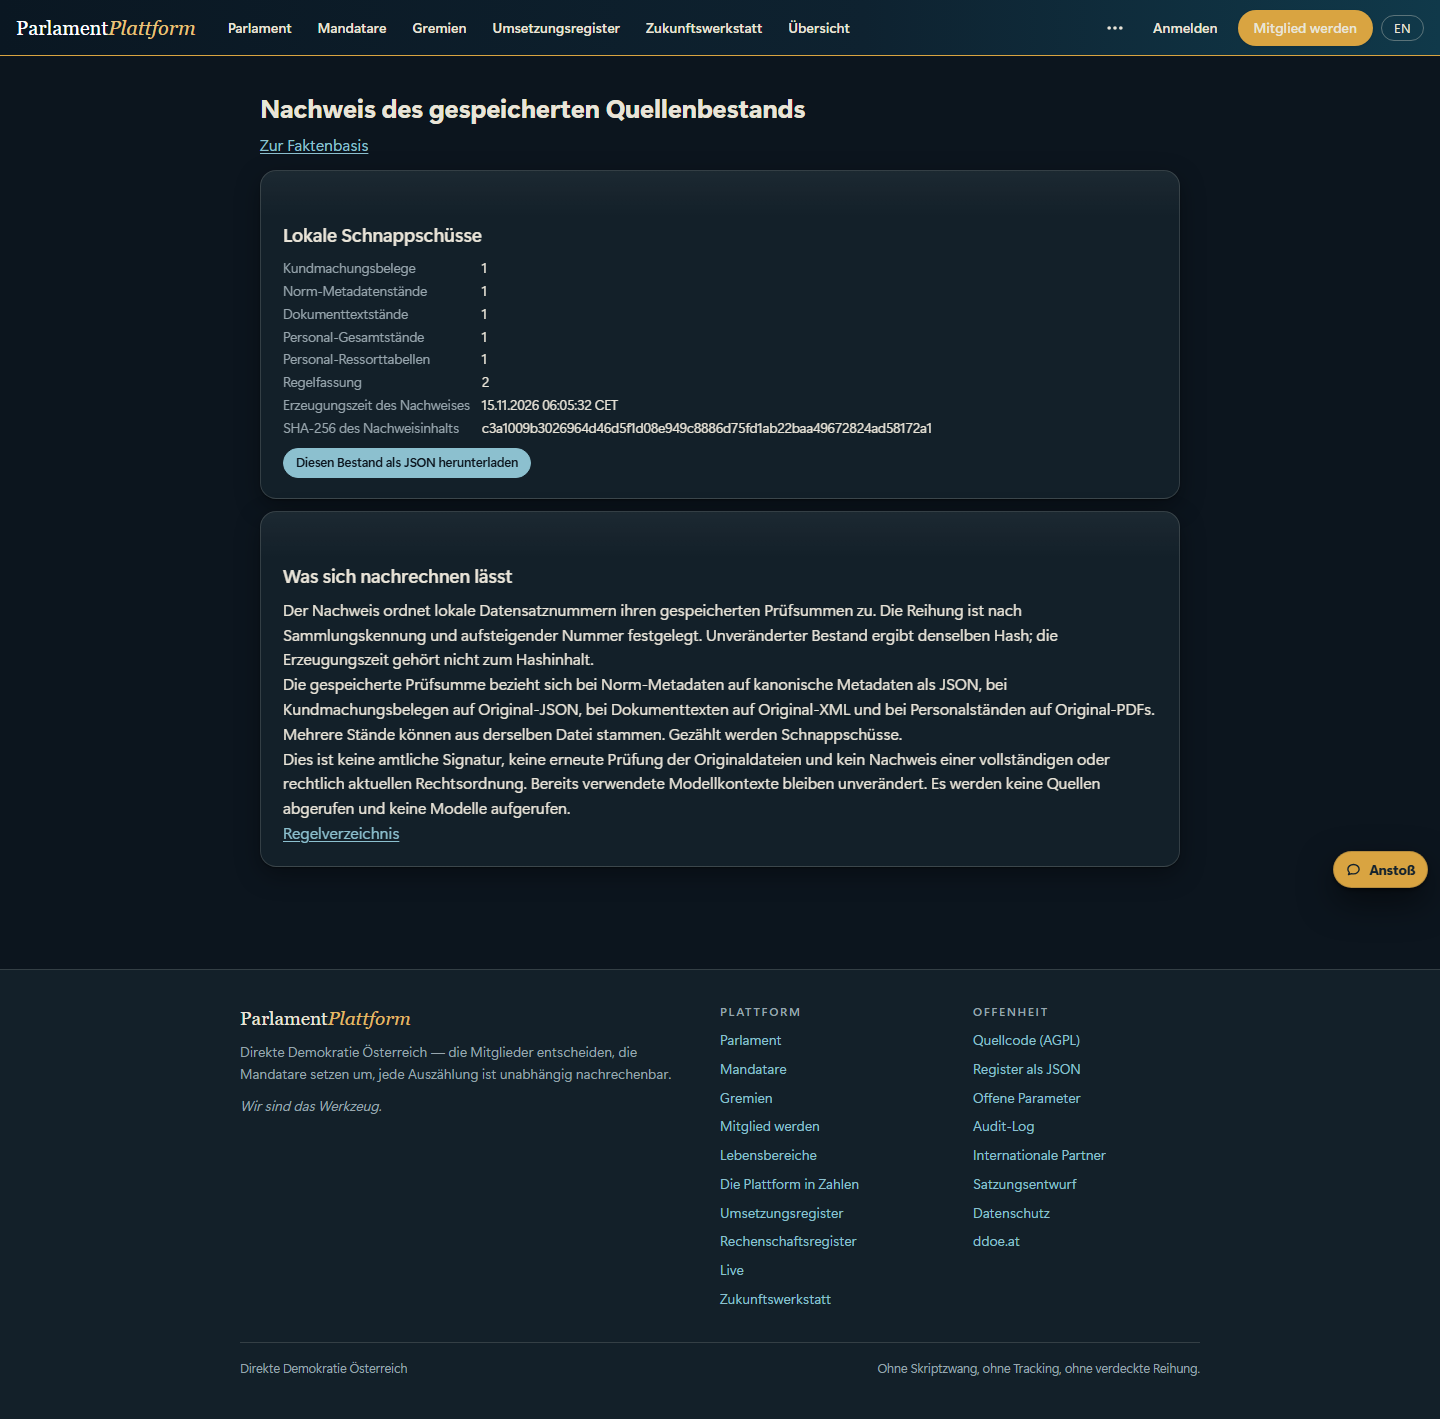 ParlamentPlattform Parlament Mandatare Gremien Umsetzungsregister Zukunftswerkstatt Übersicht ••• Anmelden Mitglied werden EN
Nachweis des gespeicherten Quellenbestands
Zur Faktenbasis
Lokale Schnappschüsse
Kundmachungsbelege 1
Norm-Metadatenstände 1
Dokumenttextstände 1
Personal-Gesamtstände 1
Personal-Ressorttabellen 1
Regelfassung 2
Erzeugungszeit des Nachweises 15.11.2026 06:05:32 CET
SHA-256 des Nachweisinhalts c3a1009b3026964d46d5f1d08e949c8886d75fd1ab22baa49672824ad58172a1
Diesen Bestand als JSON herunterladen
Was sich nachrechnen lässt
Der Nachweis ordnet lokale Datensatznummern ihren gespeicherten Prüfsummen zu. Die Reihung ist nach
Sammlungskennung und aufsteigender Nummer festgelegt. Unveränderter Bestand ergibt denselben Hash; die
Erzeugungszeit gehört nicht zum Hashinhalt.
Die gespeicherte Prüfsumme bezieht sich bei Norm-Metadaten auf kanonische Metadaten als JSON, bei
Kundmachungsbelegen auf Original-JSON, bei Dokumenttexten auf Original-XML und bei Personalständen auf Original-PDFs.
Mehrere Stände können aus derselben Datei stammen. Gezählt werden Schnappschüsse.
Dies ist keine amtliche Signatur, keine erneute Prüfung der Originaldateien und kein Nachweis einer vollständigen oder
rechtlich aktuellen Rechtsordnung. Bereits verwendete Modellkontexte bleiben unverändert. Es werden keine Quellen
abgerufen und keine Modelle aufgerufen.
Regelverzeichnis
Anstoß
ParlamentPlattform
Direkte Demokratie Österreich — die Mitglieder entscheiden, die
Mandatare setzen um, jede Auszählung ist unabhängig nachrechenbar.
Wir sind das Werkzeug.
PLATTFORM
Parlament
Mandatare
Gremien
Mitglied werden
Lebensbereiche
Die Plattform in Zahlen
Umsetzungsregister
Rechenschaftsregister
Live
Zukunftswerkstatt
OFFENHEIT
Quellcode (AGPL)
Register als JSON
Offene Parameter
Audit-Log
Internationale Partner
Satzungsentwurf
Datenschutz
ddoe.at
Direkte Demokratie Österreich
Ohne Skriptzwang, ohne Tracking, ohne verdeckte Reihung.